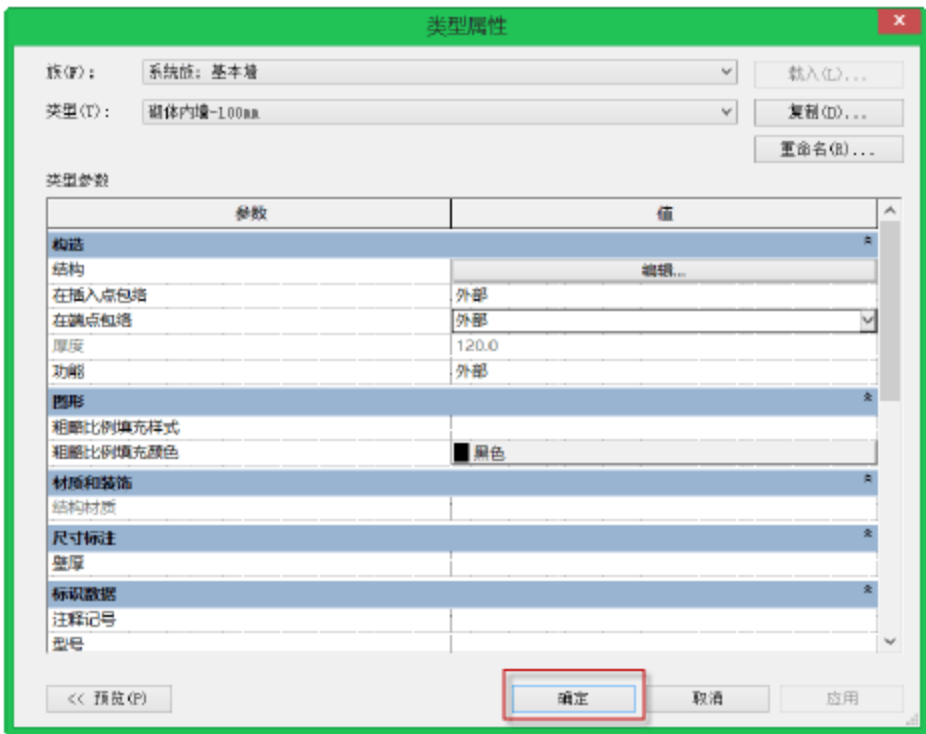 类型属性
族(F): 系统族: 基本墙 载入(L)...
类型(T): 砌体内墙-100mm 复制(D)...
重命名(R)...
类型参数
参数 值
构造
结构 编辑...
在插入点包络 外部
在端点包络 外部
厚度 120.0
功能 外部
图形
粗略比例填充样式
粗略比例填充颜色 黑色
材质和装饰
结构材质
尺寸标注
壁厚
标识数据
注释记号
型号
<< 预览(P) 确定 取消 应用